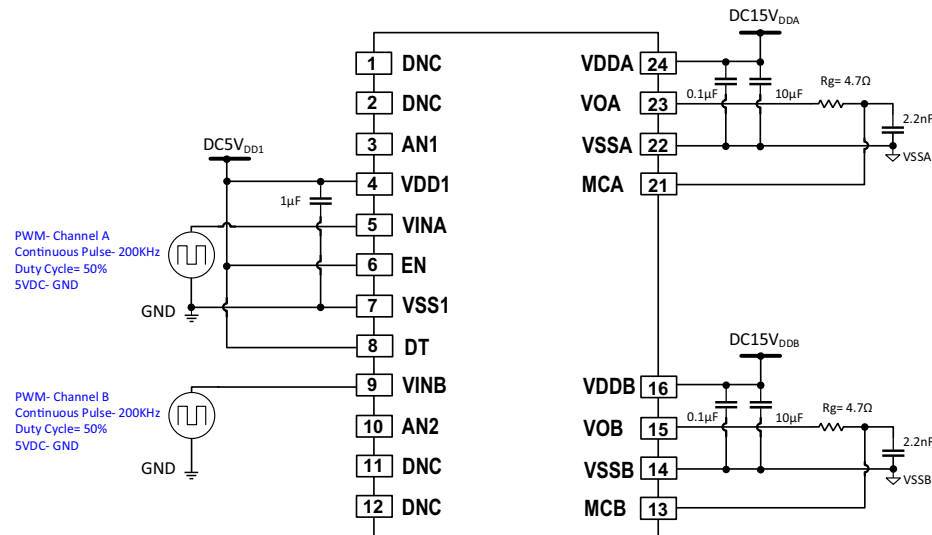 DC15VDDA
1 DNC
2 DNC
3 AN1
DC5VDD1
4 VDD1
1µF
5 VINA
PWM- Channel A
Continuous Pulse- 200KHz
Duty Cycle= 50%
5VDC- GND
6 EN
GND
7 VSS1
8 DT
9 VINB
PWM- Channel B
Continuous Pulse- 200KHz
Duty Cycle= 50%
5VDC- GND
10 AN2
GND
11 DNC
12 DNC
VDDA 24
0.1µF
10µF
Rg= 4.7Ω
VOA 23
2.2nF
VSSA 22
VSSA
MCA 21
DC15VDDB
VDDB 16
0.1µF
10µF
Rg= 4.7Ω
VOB 15
2.2nF
VSSB 14
VSSB
MCB 13